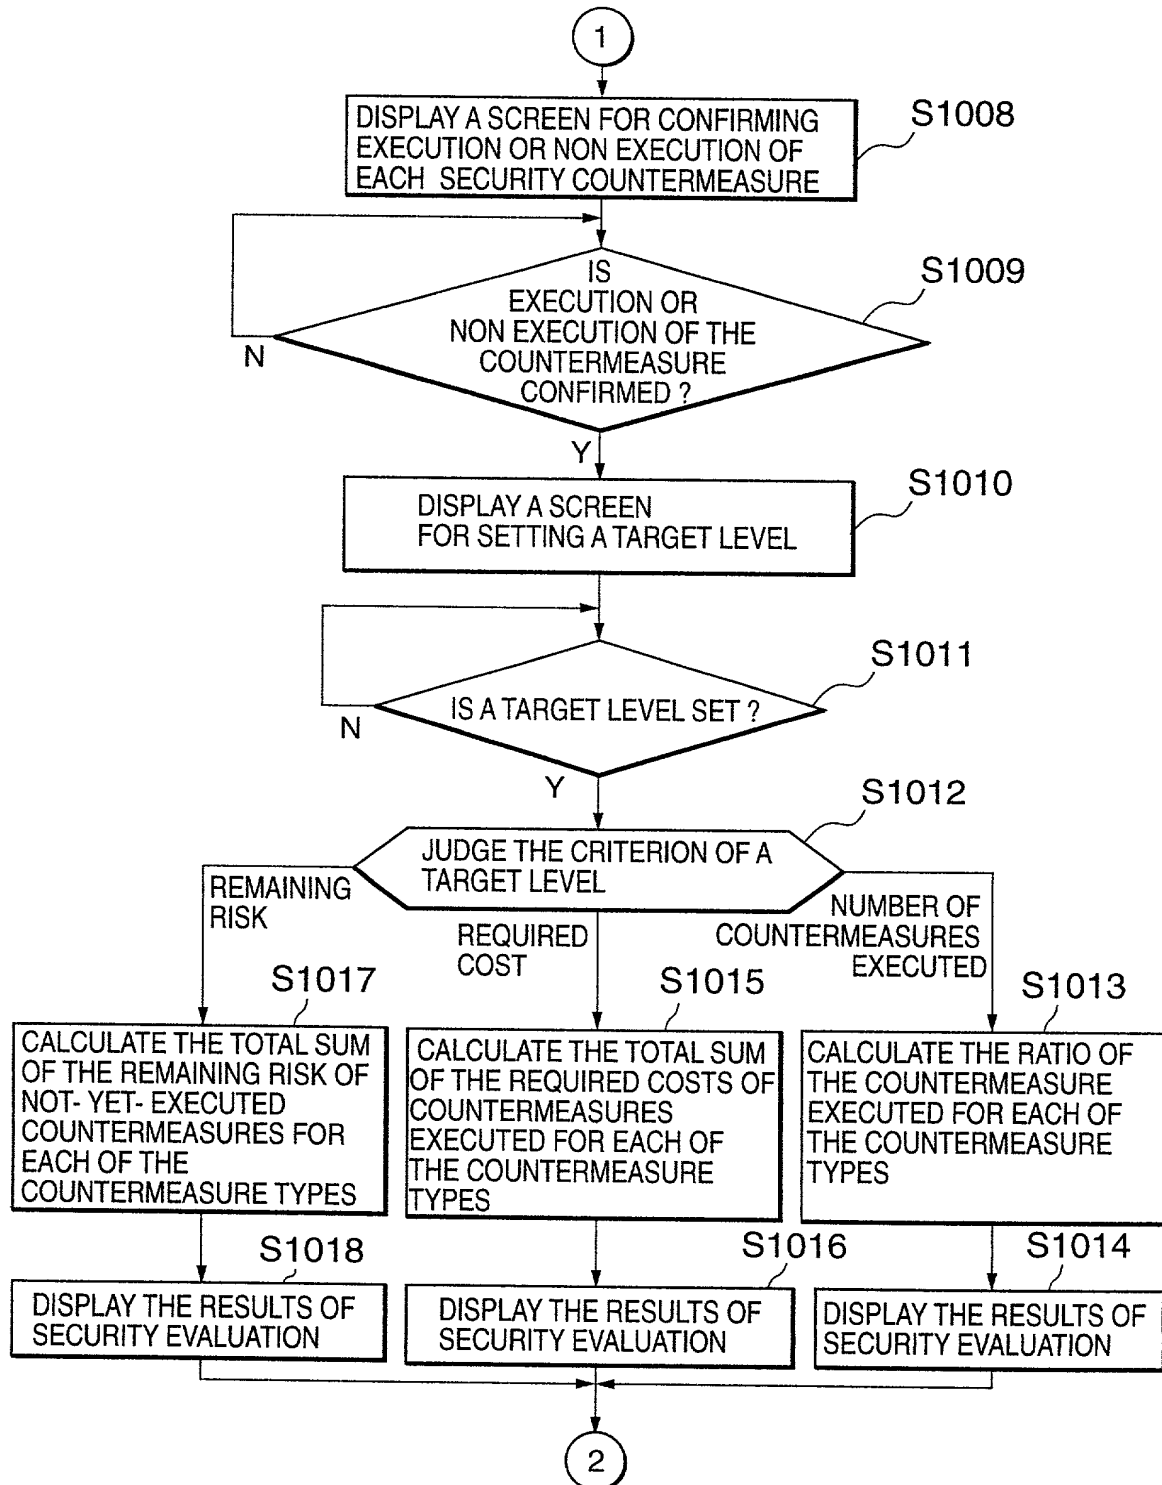 1
DISPLAY A SCREEN FOR CONFIRMING
EXECUTION OR NON EXECUTION OF
EACH SECURITY COUNTERMEASURE
S1008
IS
EXECUTION OR
NON EXECUTION OF THE
COUNTERMEASURE
CONFIRMED ?
S1009
N
Y
DISPLAY A SCREEN
FOR SETTING A TARGET LEVEL
S1010
IS A TARGET LEVEL SET ?
S1011
N
Y
JUDGE THE CRITERION OF A
TARGET LEVEL
S1012
REMAINING
RISK
REQUIRED
COST
NUMBER OF
COUNTERMEASURES
EXECUTED
S1017
CALCULATE THE TOTAL SUM
OF THE REMAINING RISK OF
NOT- YET- EXECUTED
COUNTERMEASURES FOR
EACH OF THE
COUNTERMEASURE TYPES
S1015
CALCULATE THE TOTAL SUM
OF THE REQUIRED COSTS OF
COUNTERMEASURES
EXECUTED FOR EACH OF
THE COUNTERMEASURE
TYPES
S1013
CALCULATE THE RATIO OF
THE COUNTERMEASURE
EXECUTED FOR EACH OF
THE COUNTERMEASURE
TYPES
S1018
DISPLAY THE RESULTS OF
SECURITY EVALUATION
S1016
DISPLAY THE RESULTS OF
SECURITY EVALUATION
S1014
DISPLAY THE RESULTS OF
SECURITY EVALUATION
2